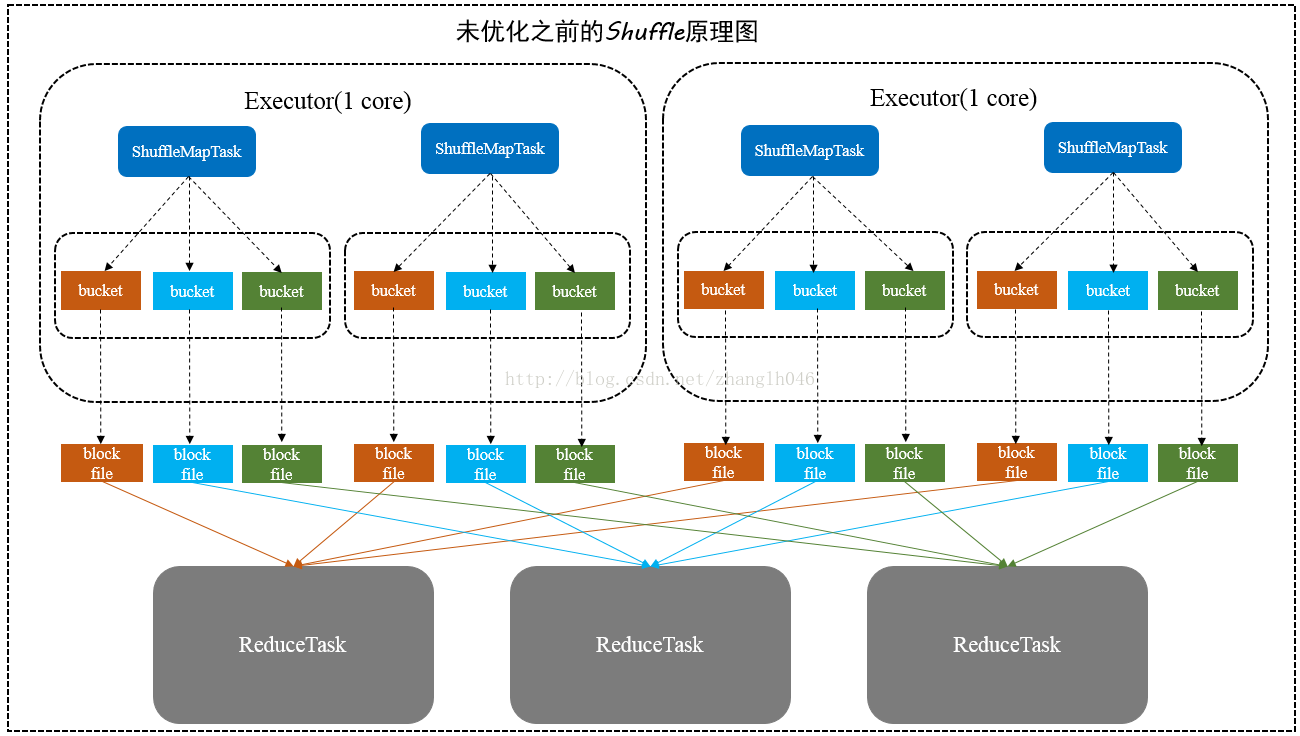 未优化之前的Shuffle原理图
Executor(1 core)
Executor(1 core)
ShuffleMapTask
ShuffleMapTask
ShuffleMapTask
ShuffleMapTask
bucket
bucket
bucket
bucket
bucket
bucket
bucket
bucket
bucket
bucket
bucket
bucket
http://blog.csdn.net/zhanglh046
block
file
block
file
block
file
block
file
block
file
block
file
block
file
block
file
block
file
block
file
block
file
block
file
ReduceTask
ReduceTask
ReduceTask